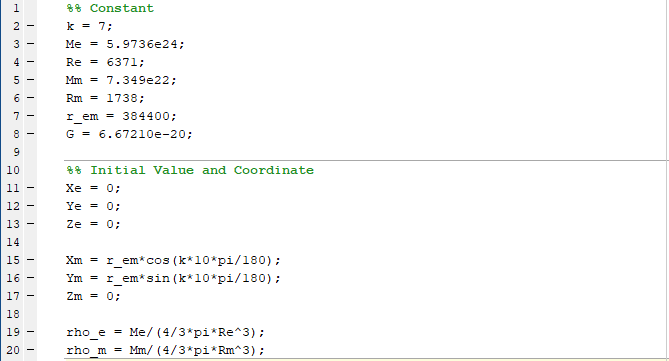 1 %% Constant
2 - k = 7;
3 - Me = 5.9736e24;
4 - Re = 6371;
5 - Mm = 7.349e22;
6 - Rm = 1738;
7 - r_em = 384400;
8 - G = 6.67210e-20;
9
10 %% Initial Value and Coordinate
11 - Xe = 0;
12 - Ye = 0;
13 - Ze = 0;
14
15 - Xm = r_em*cos(k*10*pi/180);
16 - Ym = r_em*sin(k*10*pi/180);
17 - Zm = 0;
18
19 - rho_e = Me/(4/3*pi*Re^3);
20 - rho_m = Mm/(4/3*pi*Rm^3);